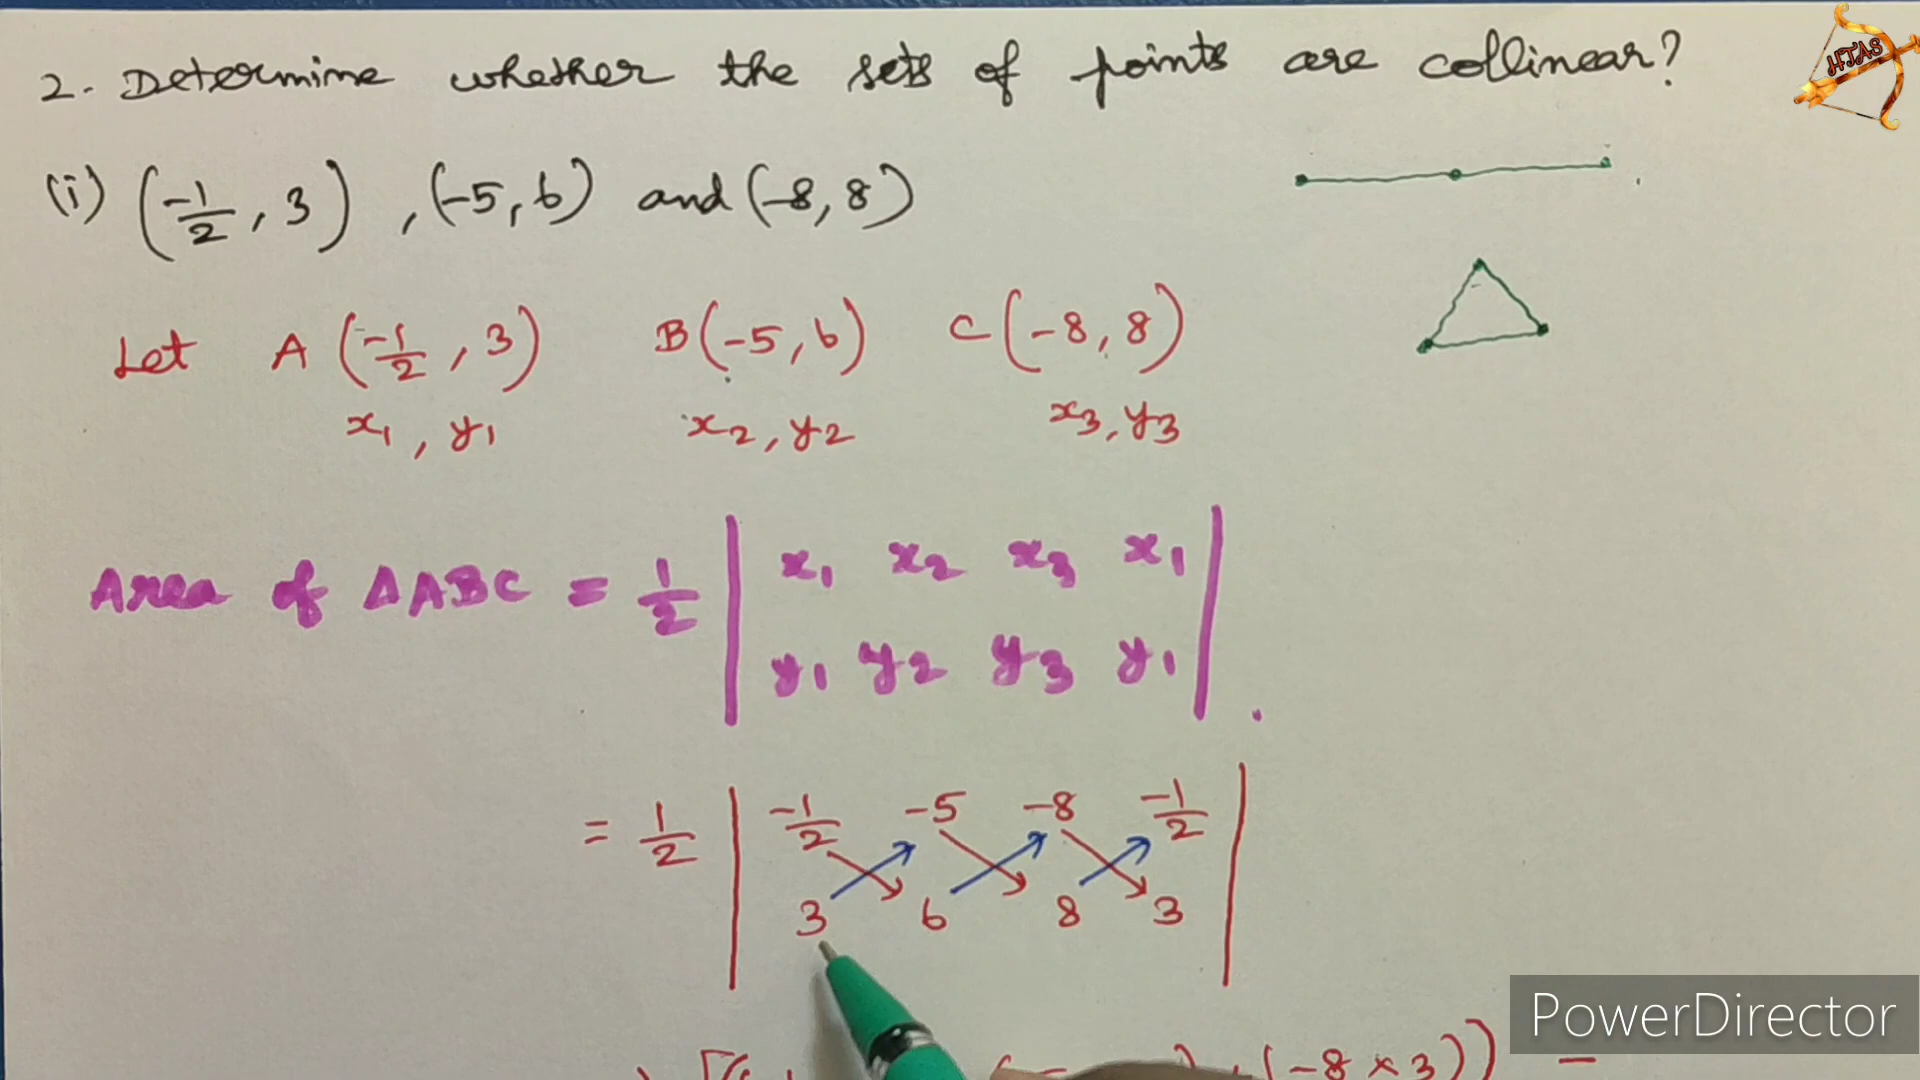 2. Determine whether the sets of points are collinear?
HTAS
(i) (-1/2, 3), (-5, 6) and (-8, 8)
Let A(-1/2, 3) B(-5, 6) C(-8, 8)
x1, y1 x2, y2 x3, y3
Area of ΔABC = 1/2 | x1 x2 x3 x1
y1 y2 y3 y1 | .
= 1/2 | -1/2 -5 -8 -1/2
3 6 8 3 |
(-8 × 3)) -
PowerDirector